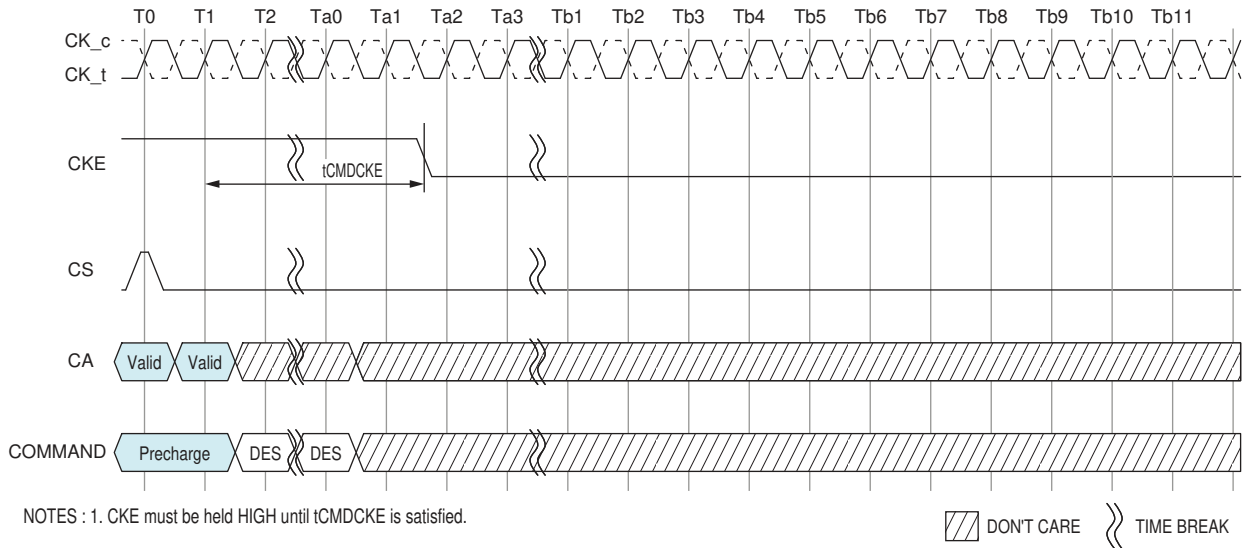 T0 T1 T2 Ta0 Ta1 Ta2 Ta3 Tb1 Tb2 Tb3 Tb4 Tb5 Tb6 Tb7 Tb8 Tb9 Tb10 Tb11
CK_c
CK_t
CKE
tCMDCKE
CS
CA Valid Valid
COMMAND Precharge DES DES
NOTES : 1. CKE must be held HIGH until tCMDCKE is satisfied.
DON'T CARE TIME BREAK